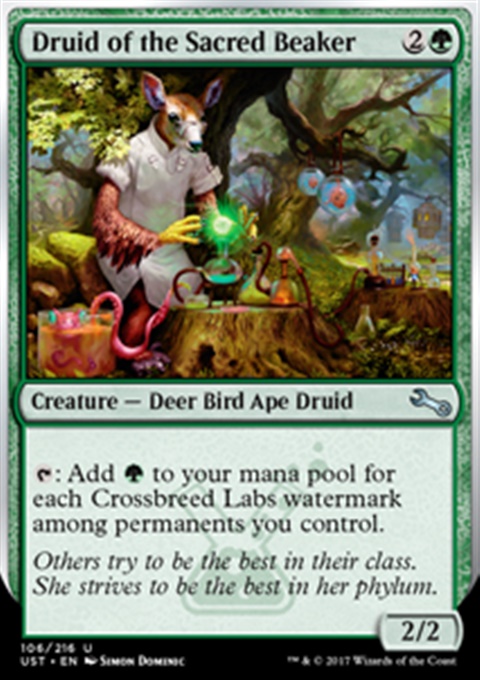 Druid of the Sacred Beaker 2
Creature — Deer Bird Ape Druid
: Add to your mana pool for
each Crossbreed Labs watermark
among permanents you control.
Others try to be the best in their class.
She strives to be the best in her phylum.
2/2
106/216 U
UST • EN Simon Dominic
™ & © 2017 Wizards of the Coast